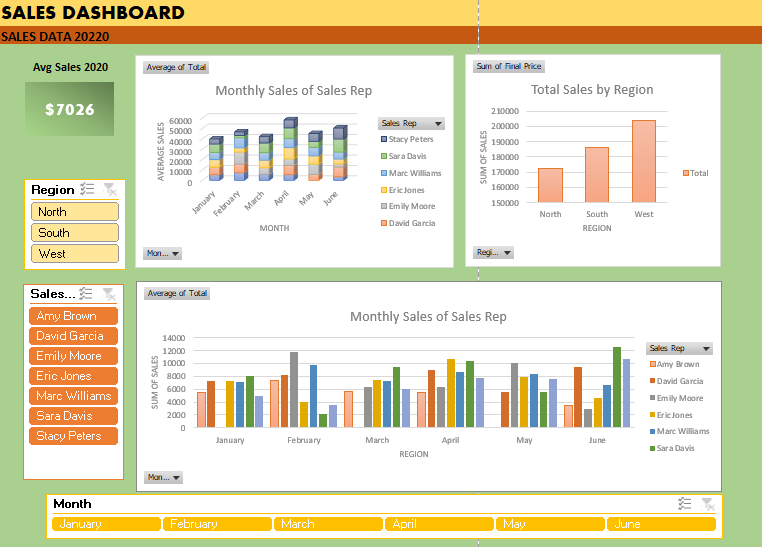 SALES DASHBOARD
SALES DATA 20220
Avg Sales 2020
$7026
Region
North
South
West
Sales...
Amy Brown
David Garcia
Emily Moore
Eric Jones
Marc Williams
Sara Davis
Stacy Peters
Average of Total
Monthly Sales of Sales Rep
AVERAGE SALES
60000
50000
40000
30000
20000
10000
0
January
February
March
April
May
June
MONTH
Sales Rep
Stacy Peters
Sara Davis
Marc Williams
Eric Jones
Emily Moore
David Garcia
Mon...
Sum of Final Price
Total Sales by Region
SUM OF SALES
210000
200000
190000
180000
170000
160000
150000
North
South
West
REGION
Total
Regi...
Average of Total
Monthly Sales of Sales Rep
SUM OF SALES
14000
12000
10000
8000
6000
4000
2000
0
January
February
March
April
May
June
REGION
Sales Rep
Amy Brown
David Garcia
Emily Moore
Eric Jones
Marc Williams
Sara Davis
Mon...
Month
January
February
March
April
May
June